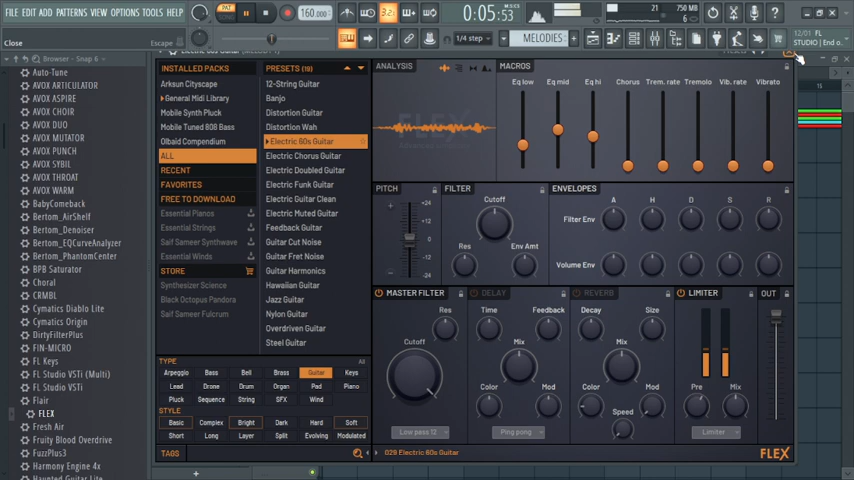 FILE EDIT ADD PATTERNS VIEW OPTIONS TOOLS HELP
PAT
SONG
160.000
3.2
0:05:53
21
750 MB
6
12/01 FL
STUDIO | End o..
Close
Escape
1/4 step
MELODIES
Browser - Snap 6
15
Auto-Tune
AVOX ARTICULATOR
AVOX ASPIRE
AVOX CHOIR
AVOX DUO
AVOX MUTATOR
AVOX PUNCH
AVOX SYBIL
AVOX THROAT
AVOX WARM
BabyComeback
Bertom_AirShelf
Bertom_Denoiser
Bertom_EQCurveAnalyzer
Bertom_PhantomCenter
BPB Saturator
Choral
CRMBL
Cymatics Diablo Lite
Cymatics Origin
DirtyFilterPlus
FIN-MICRO
FL Keys
FL Studio VSTi (Multi)
FL Studio VSTi
Flair
FLEX
Fresh Air
Fruity Blood Overdrive
FuzzPlus3
Harmony Engine 4x
INSTALLED PACKS
Arksun Cityscape
General Midi Library
Mobile Synth Pluck
Mobile Tuned 808 Bass
Olbaid Compendium
ALL
RECENT
FAVORITES
FREE TO DOWNLOAD
Essential Pianos
Essential Strings
Saif Sameer Synthwave
Essential Winds
STORE
Synthesizer Science
Black Octopus Pandora
Saif Sameer Fulcrum
PRESETS (19)
12-String Guitar
Banjo
Distortion Guitar
Distortion Wah
Electric 60s Guitar
Electric Chorus Guitar
Electric Doubled Guitar
Electric Funk Guitar
Electric Guitar Clean
Electric Muted Guitar
Feedback Guitar
Guitar Cut Noise
Guitar Fret Noise
Guitar Harmonics
Hawaiian Guitar
Jazz Guitar
Nylon Guitar
Overdriven Guitar
Steel Guitar
TYPE
All
Arpeggio Bass Bell Brass Guitar Keys
Lead Drone Drum Organ Pad Piano
Pluck Sequence String SFX Wind
STYLE
Basic Complex Bright Dark Hard Soft
Short Long Layer Split Evolving Modulated
TAGS
ANALYSIS
FLEX
MACROS
Eq low Eq mid Eq hi Chorus Trem. rate Tremolo Vib. rate Vibrato
PITCH
+24
+12
0
-12
-24
FILTER
Cutoff
Res Env Amt
ENVELOPES
A H D S R
Filter Env
Volume Env
MASTER FILTER
Res
Cutoff
Low pass 12
DELAY
Time Feedback
Mix
Color Mod
Ping pong
REVERB
Decay Size
Mix
Color Mod
Speed
LIMITER
Pre Mix
Limiter
OUT
029 Electric 60s Guitar
FLEX